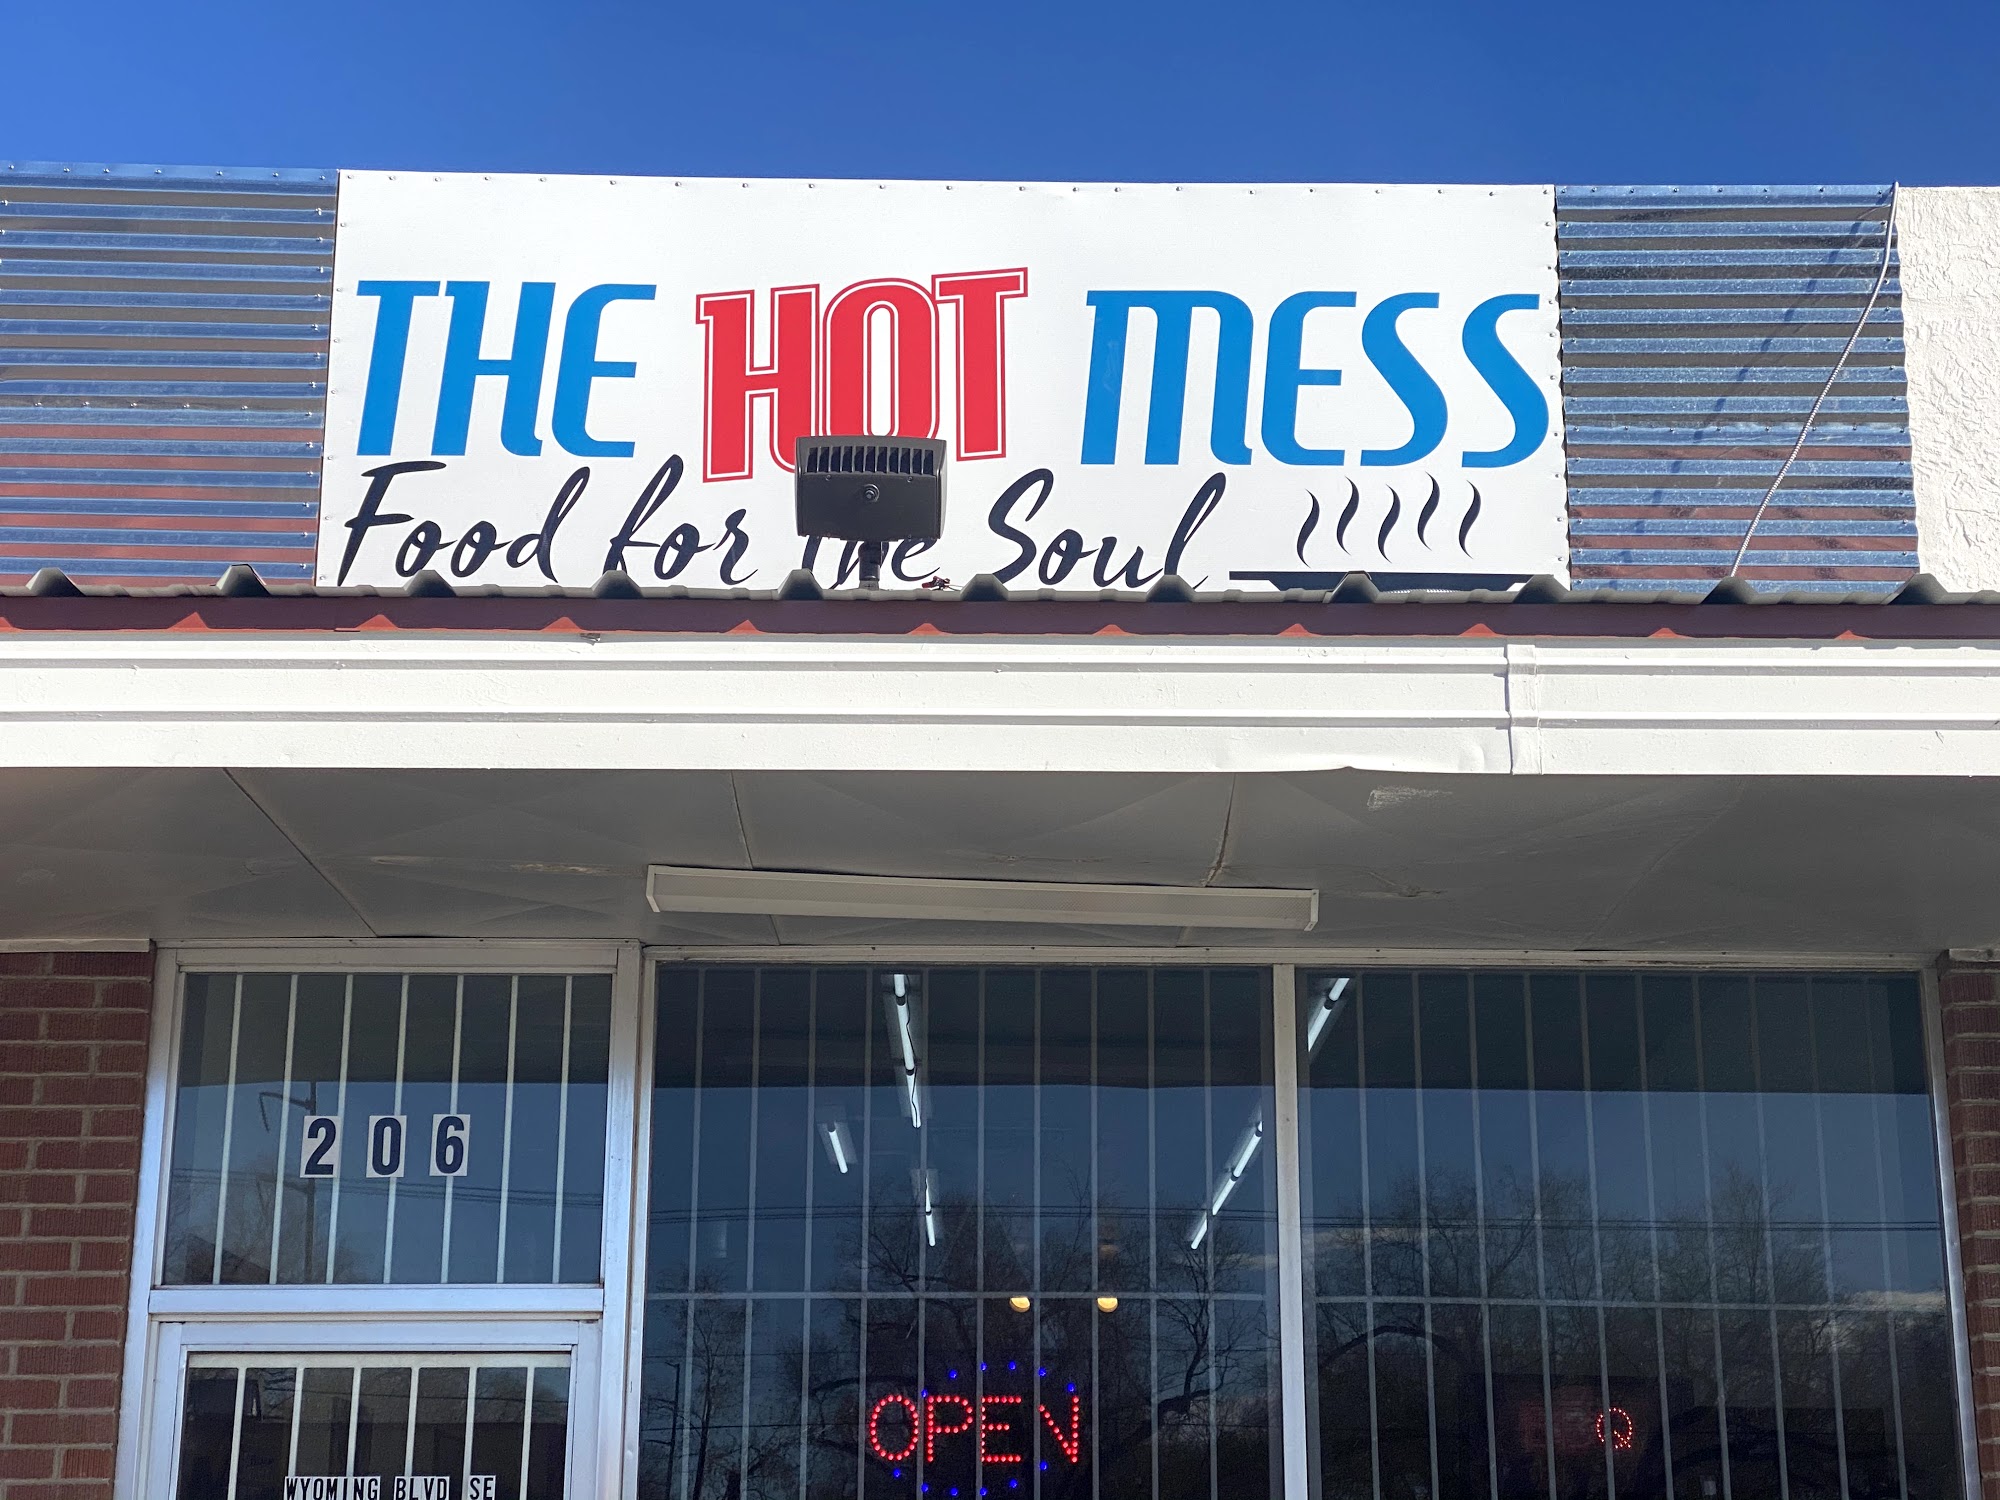 THE HOT MESS
Food for the Soul
206
WYOMING BLVD SE
OPEN
Q